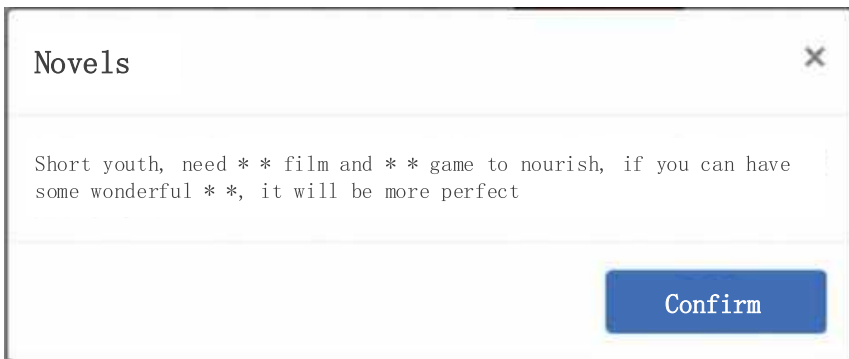 Novels ×
Short youth, need * * film and * * game to nourish, if you can have
some wonderful * *, it will be more perfect
Confirm